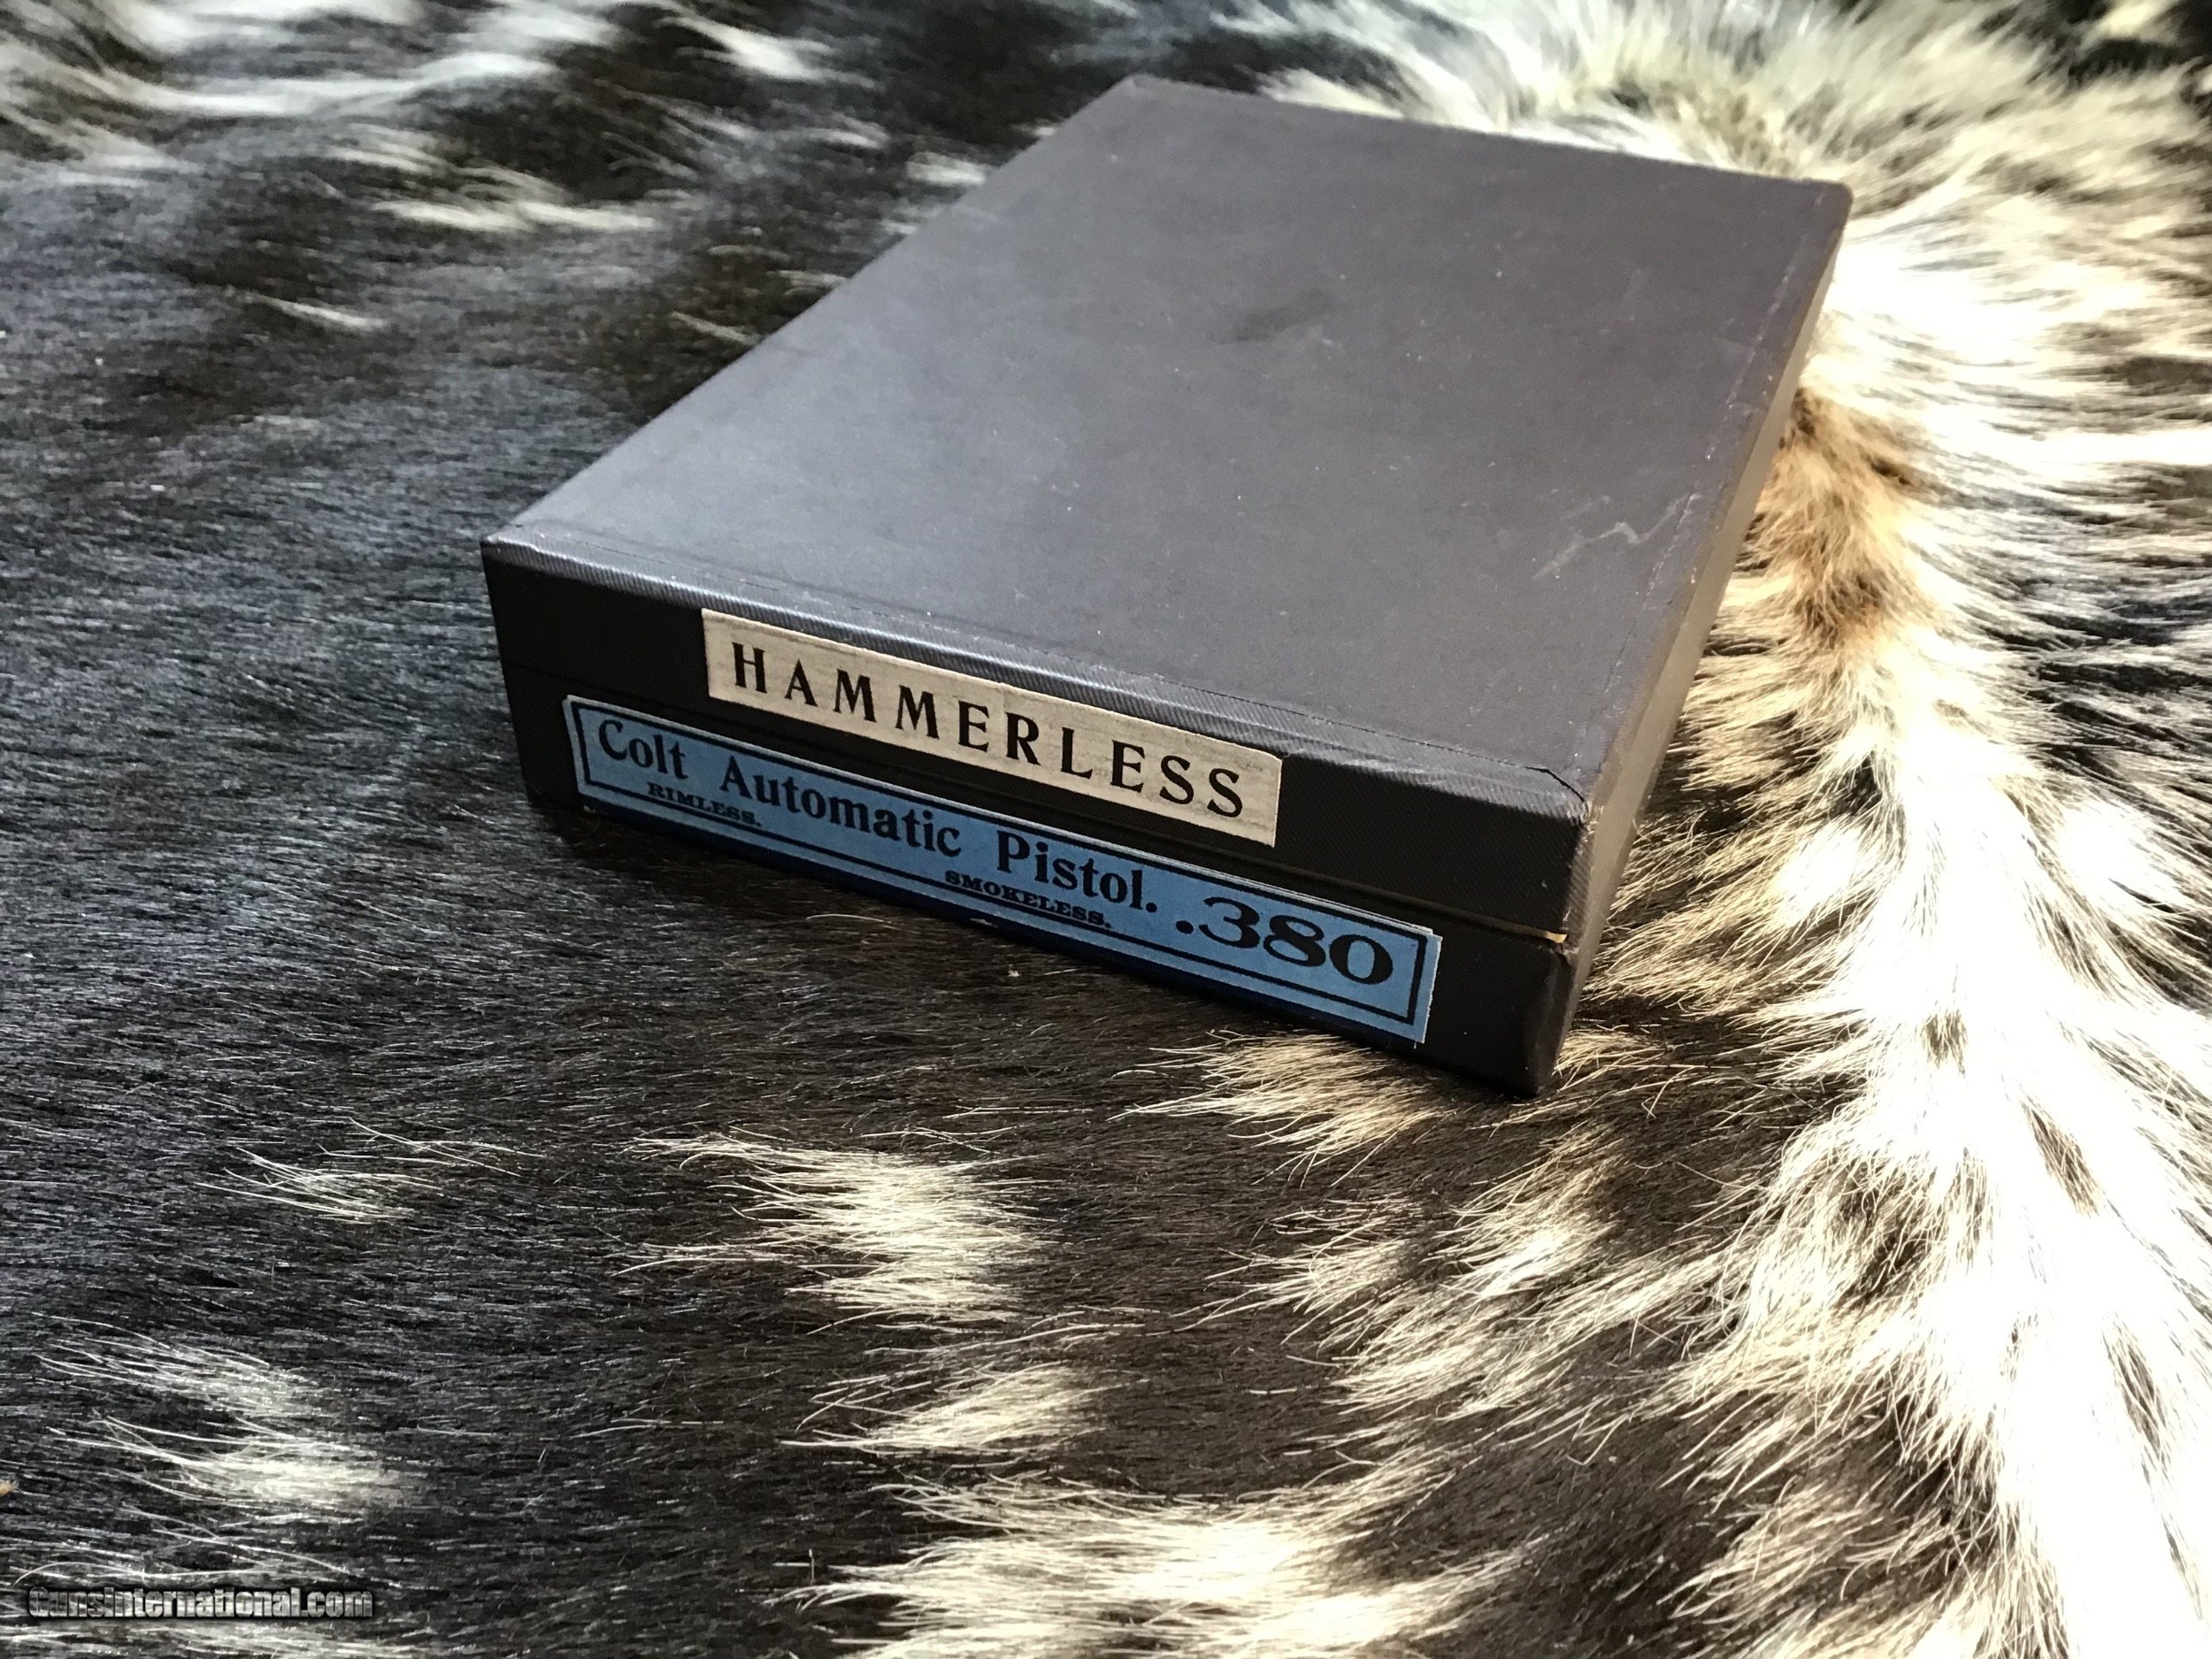 HAMMERLESS
Colt Automatic Pistol. .380
RIMLESS. SMOKELESS.
GunsInternational.com